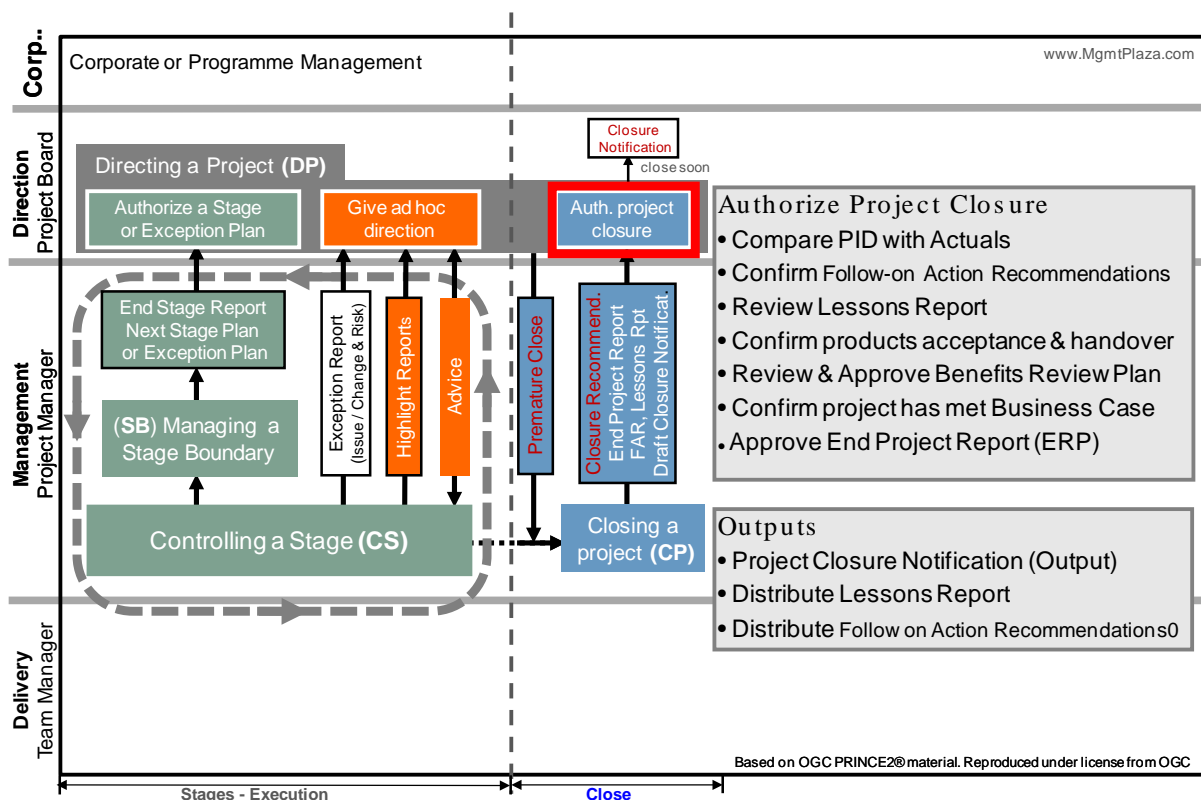 Corp..
Corporate or Programme Management
www.MgmtPlaza.com
Direction
Project Board
Directing a Project (DP)
Authorize a Stage
or Exception Plan
Give ad hoc
direction
Closure
Notification
close soon
Auth. project
closure
Management
Project Manager
End Stage Report
Next Stage Plan
or Exception Plan
(SB) Managing a
Stage Boundary
Exception Report
(Issue / Change & Risk)
Highlight Reports
Advice
Controlling a Stage (CS)
Premature Close
Closure Recommend.
End Project Report
FAR, Lessons Rpt
Draft Closure Notificat.
Closing a
project (CP)
Authorize Project Closure
• Compare PID with Actuals
• Confirm Follow-on Action Recommendations
• Review Lessons Report
• Confirm products acceptance & handover
• Review & Approve Benefits Review Plan
• Confirm project has met Business Case
• Approve End Project Report (ERP)
Outputs
• Project Closure Notification (Output)
• Distribute Lessons Report
• Distribute Follow on Action Recommendations0
Delivery
Team Manager
Based on OGC PRINCE2® material. Reproduced under license from OGC
Stages - Execution
Close